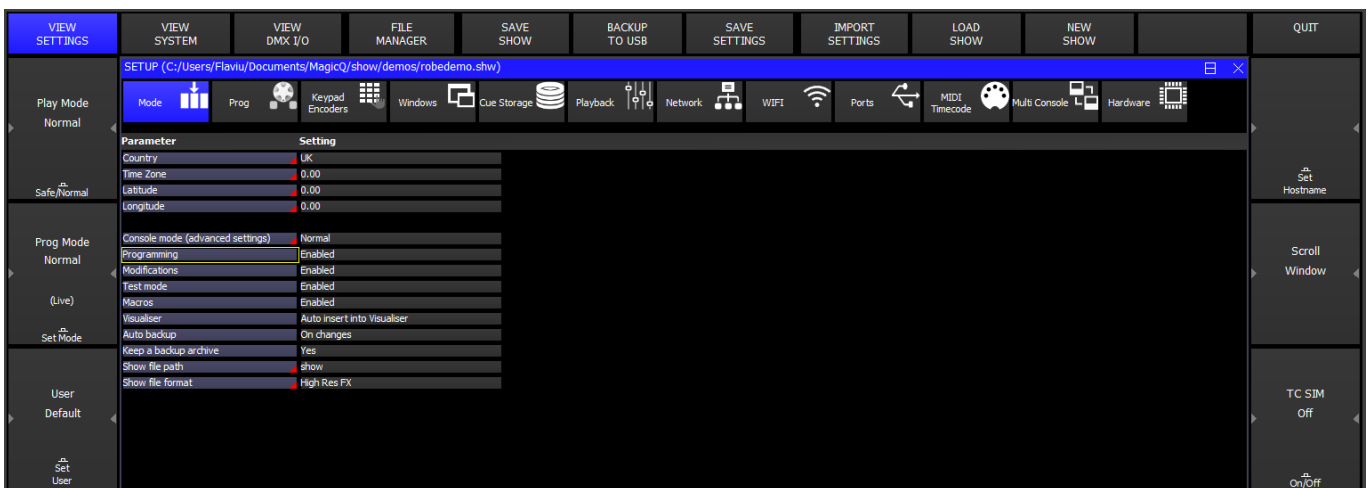 VIEW
SETTINGS
VIEW
SYSTEM
VIEW
DMX I/O
FILE
MANAGER
SAVE
SHOW
BACKUP
TO USB
SAVE
SETTINGS
IMPORT
SETTINGS
LOAD
SHOW
NEW
SHOW
QUIT
SETUP (C:/Users/Flaviu/Documents/MagicQ/show/demos/robedemo.shw)
Mode
Prog
Keypad
Encoders
Windows
Cue Storage
Playback
Network
WIFI
Ports
MIDI
Timecode
Multi Console
Hardware
Play Mode
Normal
Safe/Normal
Prog Mode
Normal
(Live)
Set Mode
User
Default
Set
User
Parameter Setting
Country UK
Time Zone 0.00
Latitude 0.00
Longitude 0.00
Console mode (advanced settings) Normal
Programming Enabled
Modifications Enabled
Test mode Enabled
Macros Enabled
Visualiser Auto insert into Visualiser
Auto backup On changes
Keep a backup archive Yes
Show file path show
Show file format High Res FX
Set
Hostname
Scroll
Window
TC SIM
Off
On/Off